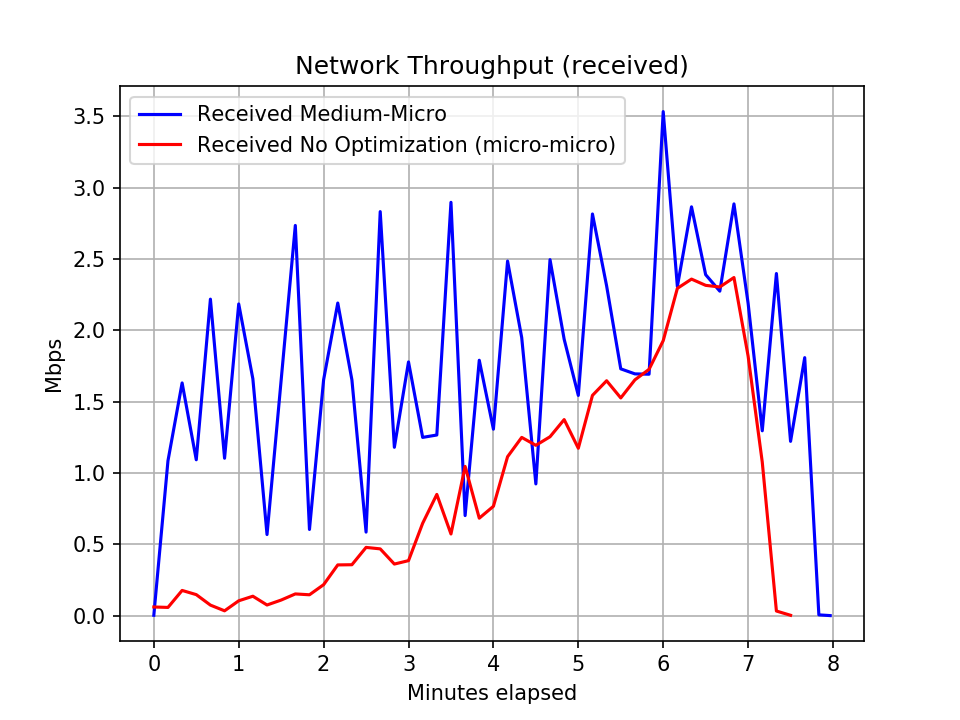 Network Throughput (received)
Received Medium-Micro
Received No Optimization (micro-micro)
3.5
3.0
2.5
2.0
1.5
1.0
0.5
0.0
Mbps
0 1 2 3 4 5 6 7 8
Minutes elapsed